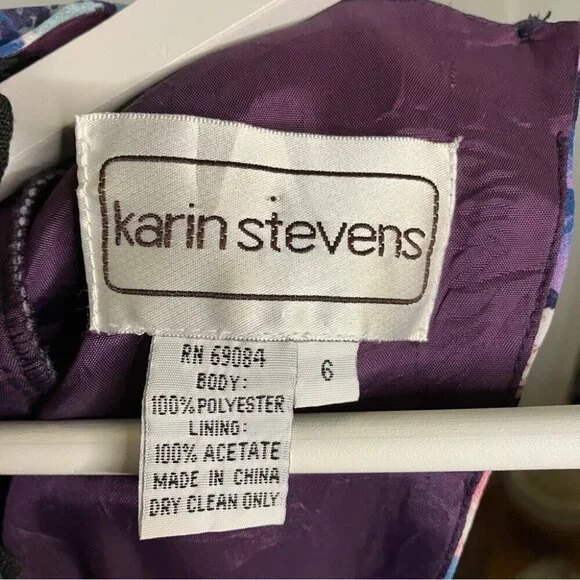 karin stevens
RN 69084
BODY:
100% POLYESTER
LINING:
100% ACETATE
MADE IN CHINA
DRY CLEAN ONLY
6